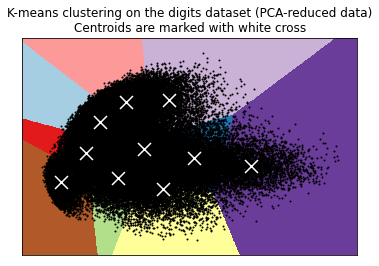 K-means clustering on the digits dataset (PCA-reduced data)
Centroids are marked with white cross